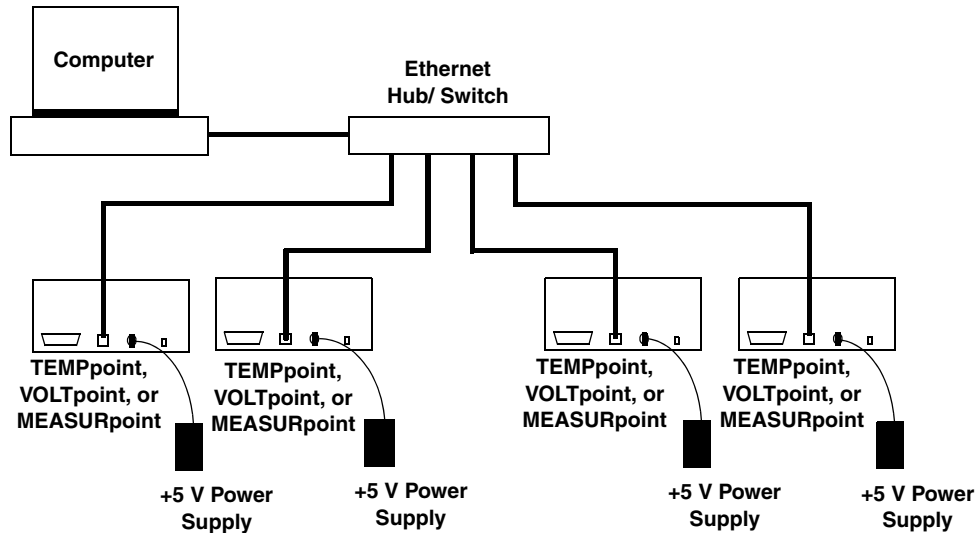 Computer
Ethernet
Hub/ Switch
TEMPpoint,
VOLTpoint, or
MEASURpoint
TEMPpoint,
VOLTpoint, or
MEASURpoint
TEMPpoint,
VOLTpoint, or
MEASURpoint
TEMPpoint,
VOLTpoint, or
MEASURpoint
+5 V Power
Supply
+5 V Power
Supply
+5 V Power
Supply
+5 V Power
Supply